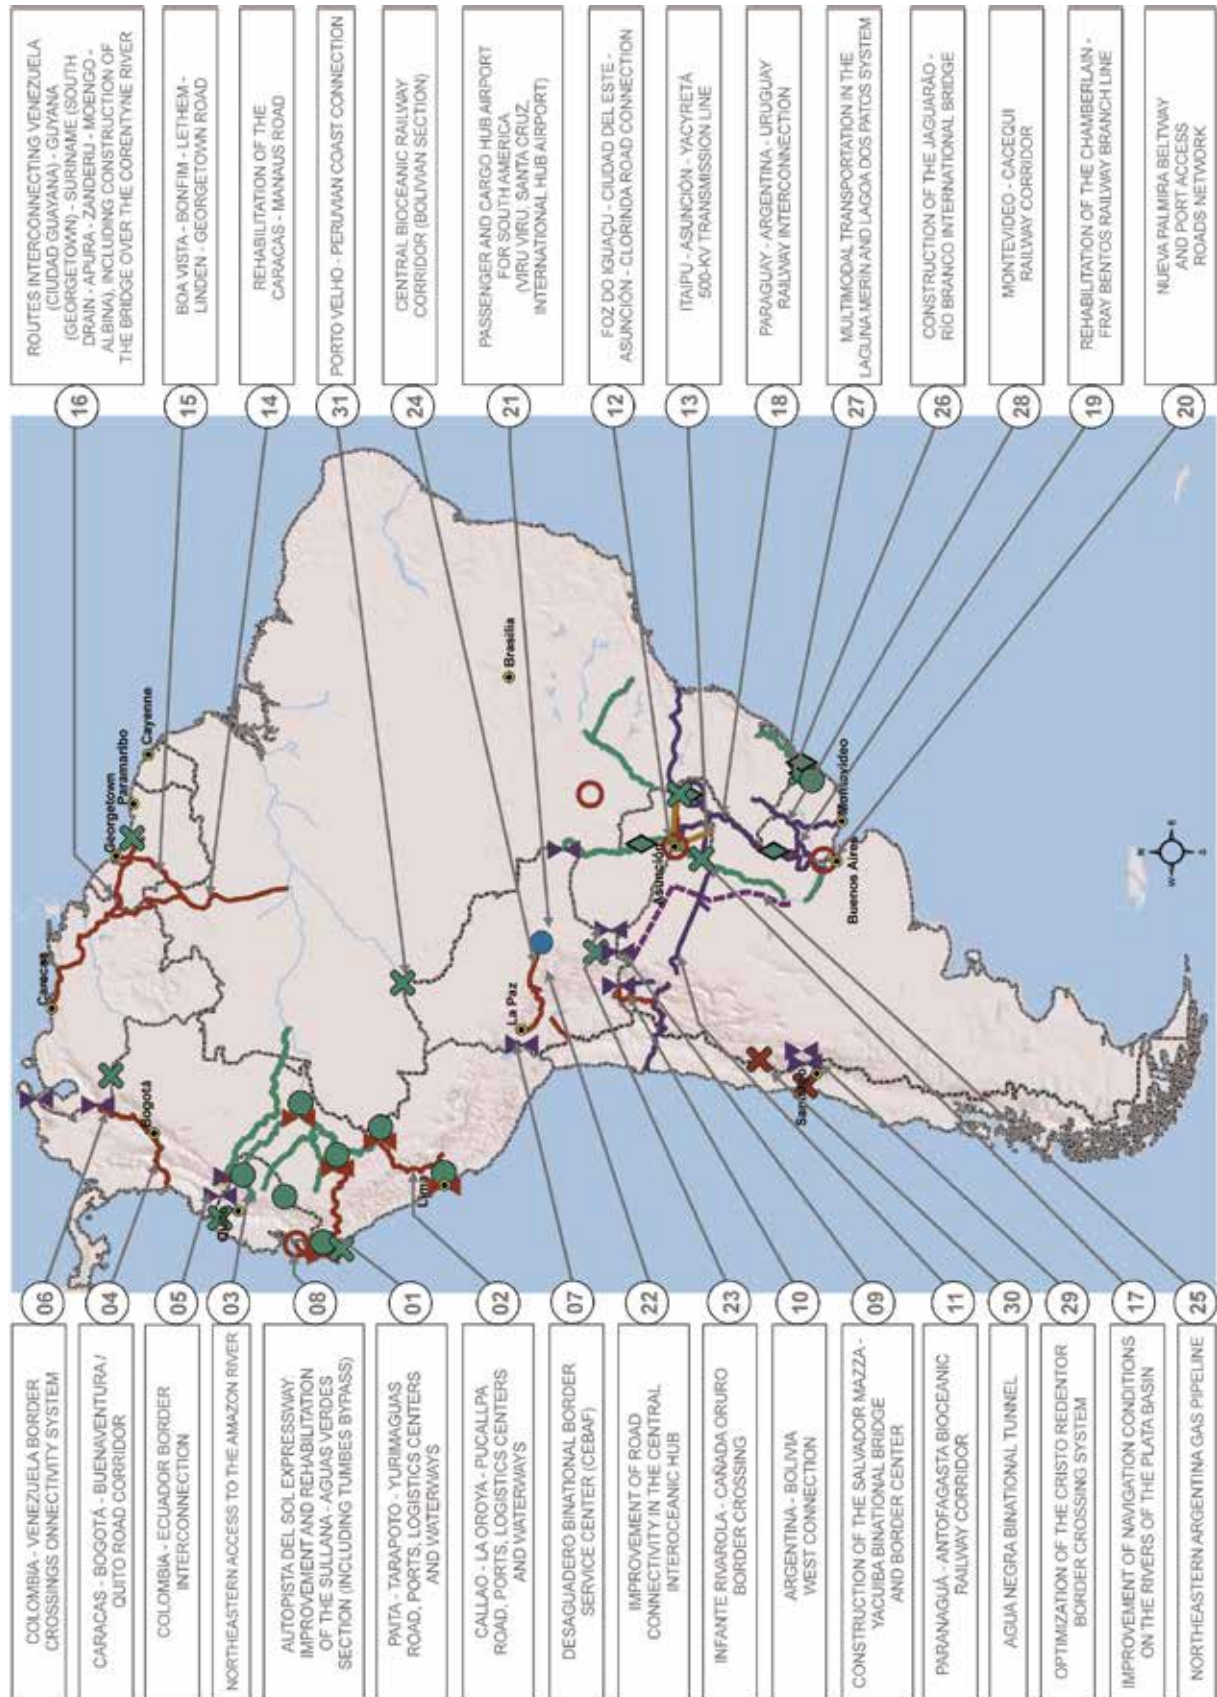 06
COLOMBIA - VENEZUELA BORDER
CROSSINGS ONNECTIVITY SYSTEM
04
CARACAS - BOGOTÁ - BUENAVENTURA /
QUITO ROAD CORRIDOR
05
COLOMBIA - ECUADOR BORDER
INTERCONNECTION
03
NORTHEASTERN ACCESS TO THE AMAZON RIVER
08
AUTOPISTA DEL SOL EXPRESSWAY:
IMPROVEMENT AND REHABILITATION
OF THE SULLANA - AGUAS VERDES
SECTION (INCLUDING TUMBES BYPASS)
01
PAITA - TARAPOTO - YURIMAGUAS
ROAD, PORTS, LOGISTICS CENTERS
AND WATERWAYS
02
CALLAO - LA OROYA - PUCALLPA
ROAD, PORTS, LOGISTICS CENTERS
AND WATERWAYS
07
DESAGUADERO BINATIONAL BORDER
SERVICE CENTER (CEBAF)
22
IMPROVEMENT OF ROAD
CONNECTIVITY IN THE CENTRAL
INTEROCEANIC HUB
23
INFANTE RIVAROLA - CAÑADA ORURO
BORDER CROSSING
10
ARGENTINA - BOLIVIA
WEST CONNECTION
09
CONSTRUCTION OF THE SALVADOR MAZZA -
YACUIBA BINATIONAL BRIDGE
AND BORDER CENTER
11
PARANAGUÁ - ANTOFAGASTA BIOCEANIC
RAILWAY CORRIDOR
30
AGUA NEGRA BINATIONAL TUNNEL
29
OPTIMIZATION OF THE CRISTO REDENTOR
BORDER CROSSING SYSTEM
17
IMPROVEMENT OF NAVIGATION CONDITIONS
ON THE RIVERS OF THE PLATA BASIN
25
NORTHEASTERN ARGENTINA GAS PIPELINE
Caracas
Bogotá
Georgetown
Paramaribo
Cayenne
Lima
La Paz
Brasilia
Asunción
Montevideo
Buenos Aires
N
W
E
S
16
ROUTES INTERCONNECTING VENEZUELA
(CIUDAD GUAYANA) - GUYANA
(GEORGETOWN) - SURINAME (SOUTH
DRAIN - APURA - ZANDERIJ - MOENGO -
ALBINA), INCLUDING CONSTRUCTION OF
THE BRIDGE OVER THE CORENTYNE RIVER
15
BOA VISTA - BONFIM - LETHEM -
LINDEN - GEORGETOWN ROAD
14
REHABILITATION OF THE
CARACAS - MANAUS ROAD
31
PORTO VELHO - PERUVIAN COAST CONNECTION
24
CENTRAL BIOCEANIC RAILWAY
CORRIDOR (BOLIVIAN SECTION)
21
PASSENGER AND CARGO HUB AIRPORT
FOR SOUTH AMERICA
(VIRU VIRU, SANTA CRUZ,
INTERNATIONAL HUB AIRPORT)
12
FOZ DO IGUAÇU - CIUDAD DEL ESTE -
ASUNCIÓN - CLORINDA ROAD CONNECTION
13
ITAIPU - ASUNCIÓN - YACYRETÁ
500-KV TRANSMISSION LINE
18
PARAGUAY - ARGENTINA - URUGUAY
RAILWAY INTERCONNECTION
27
MULTIMODAL TRANSPORTATION IN THE
LAGUNA MERÍN AND LAGOA DOS PATOS SYSTEM
26
CONSTRUCTION OF THE JAGUARÃO -
RÍO BRANCO INTERNATIONAL BRIDGE
28
MONTEVIDEO - CACEQUI
RAILWAY CORRIDOR
19
REHABILITATION OF THE CHAMBERLAIN -
FRAY BENTOS RAILWAY BRANCH LINE
20
NUEVA PALMIRA BELTWAY
AND PORT ACCESS
ROADS NETWORK